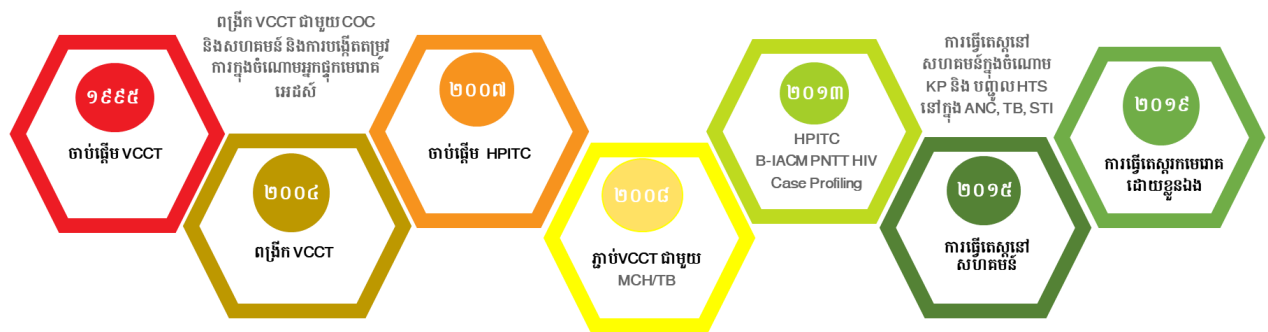 ១៩៩៥
ចាប់ផ្តើម VCCT
ពង្រីក VCCT ជាមួយ COC
និងសហគមន៍ និងការបង្កើតតម្រូវ
ការក្នុងចំណោមអ្នកផ្ទុកមេរោគ
អេដស៍
២០០៤
ពង្រីក VCCT
២០០៧
ចាប់ផ្តើម HPITC
២០០៨
ភ្ជាប់VCCT ជាមួយ
MCH/TB
២០១៣
HPITC
B-IACM PNTT HIV
Case Profiling
ការធ្វើតេស្តនៅ
សហគមន៍ក្នុងចំណោម
KP និង បញ្ជូល HTS
នៅក្នុង ANC, TB, STI
២០១៥
ការធ្វើតេស្តនៅ
សហគមន៍
២០១៩
ការធ្វើតេស្តរកមេរោគ
ដោយខ្លួនឯង